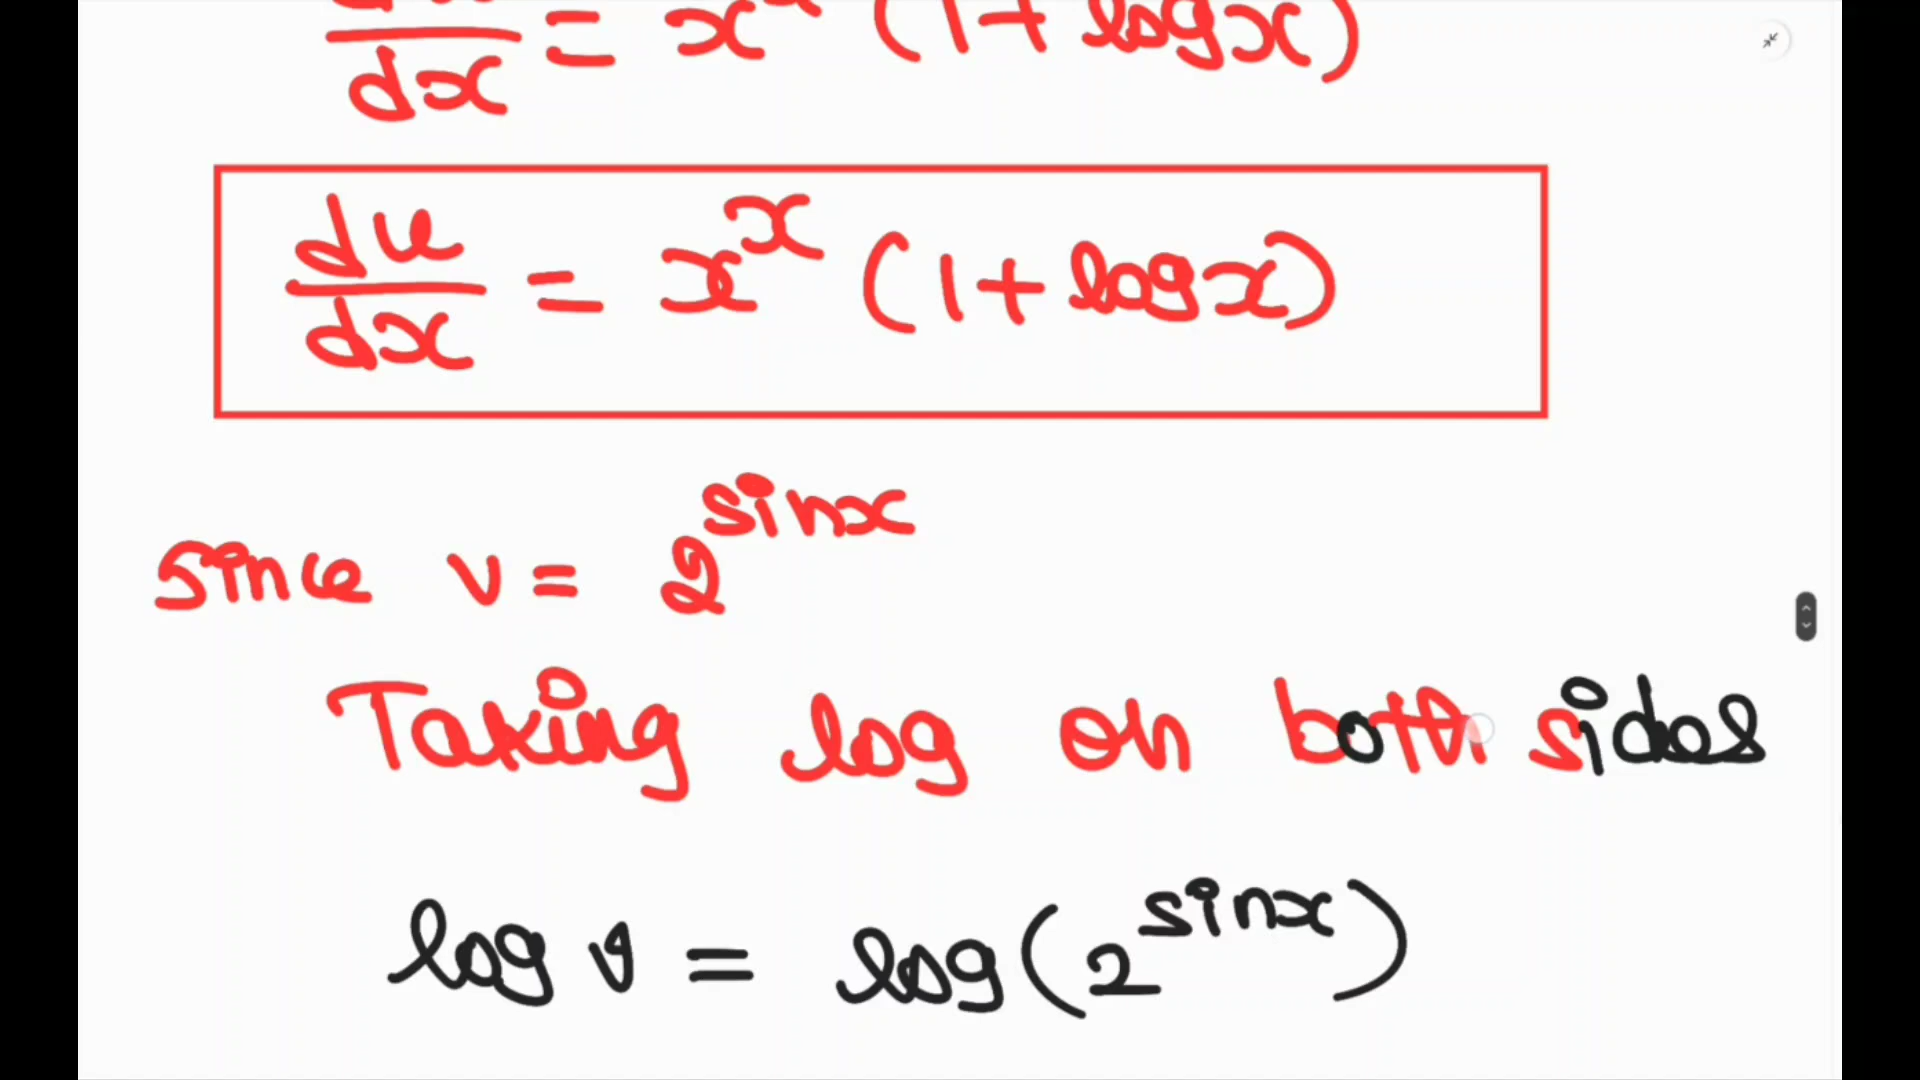 du/dx = x^x (1+logx)
du/dx = x^x (1+logx)
since v = 2^sinx
Taking log on both sides
log v = log(2^sinx)